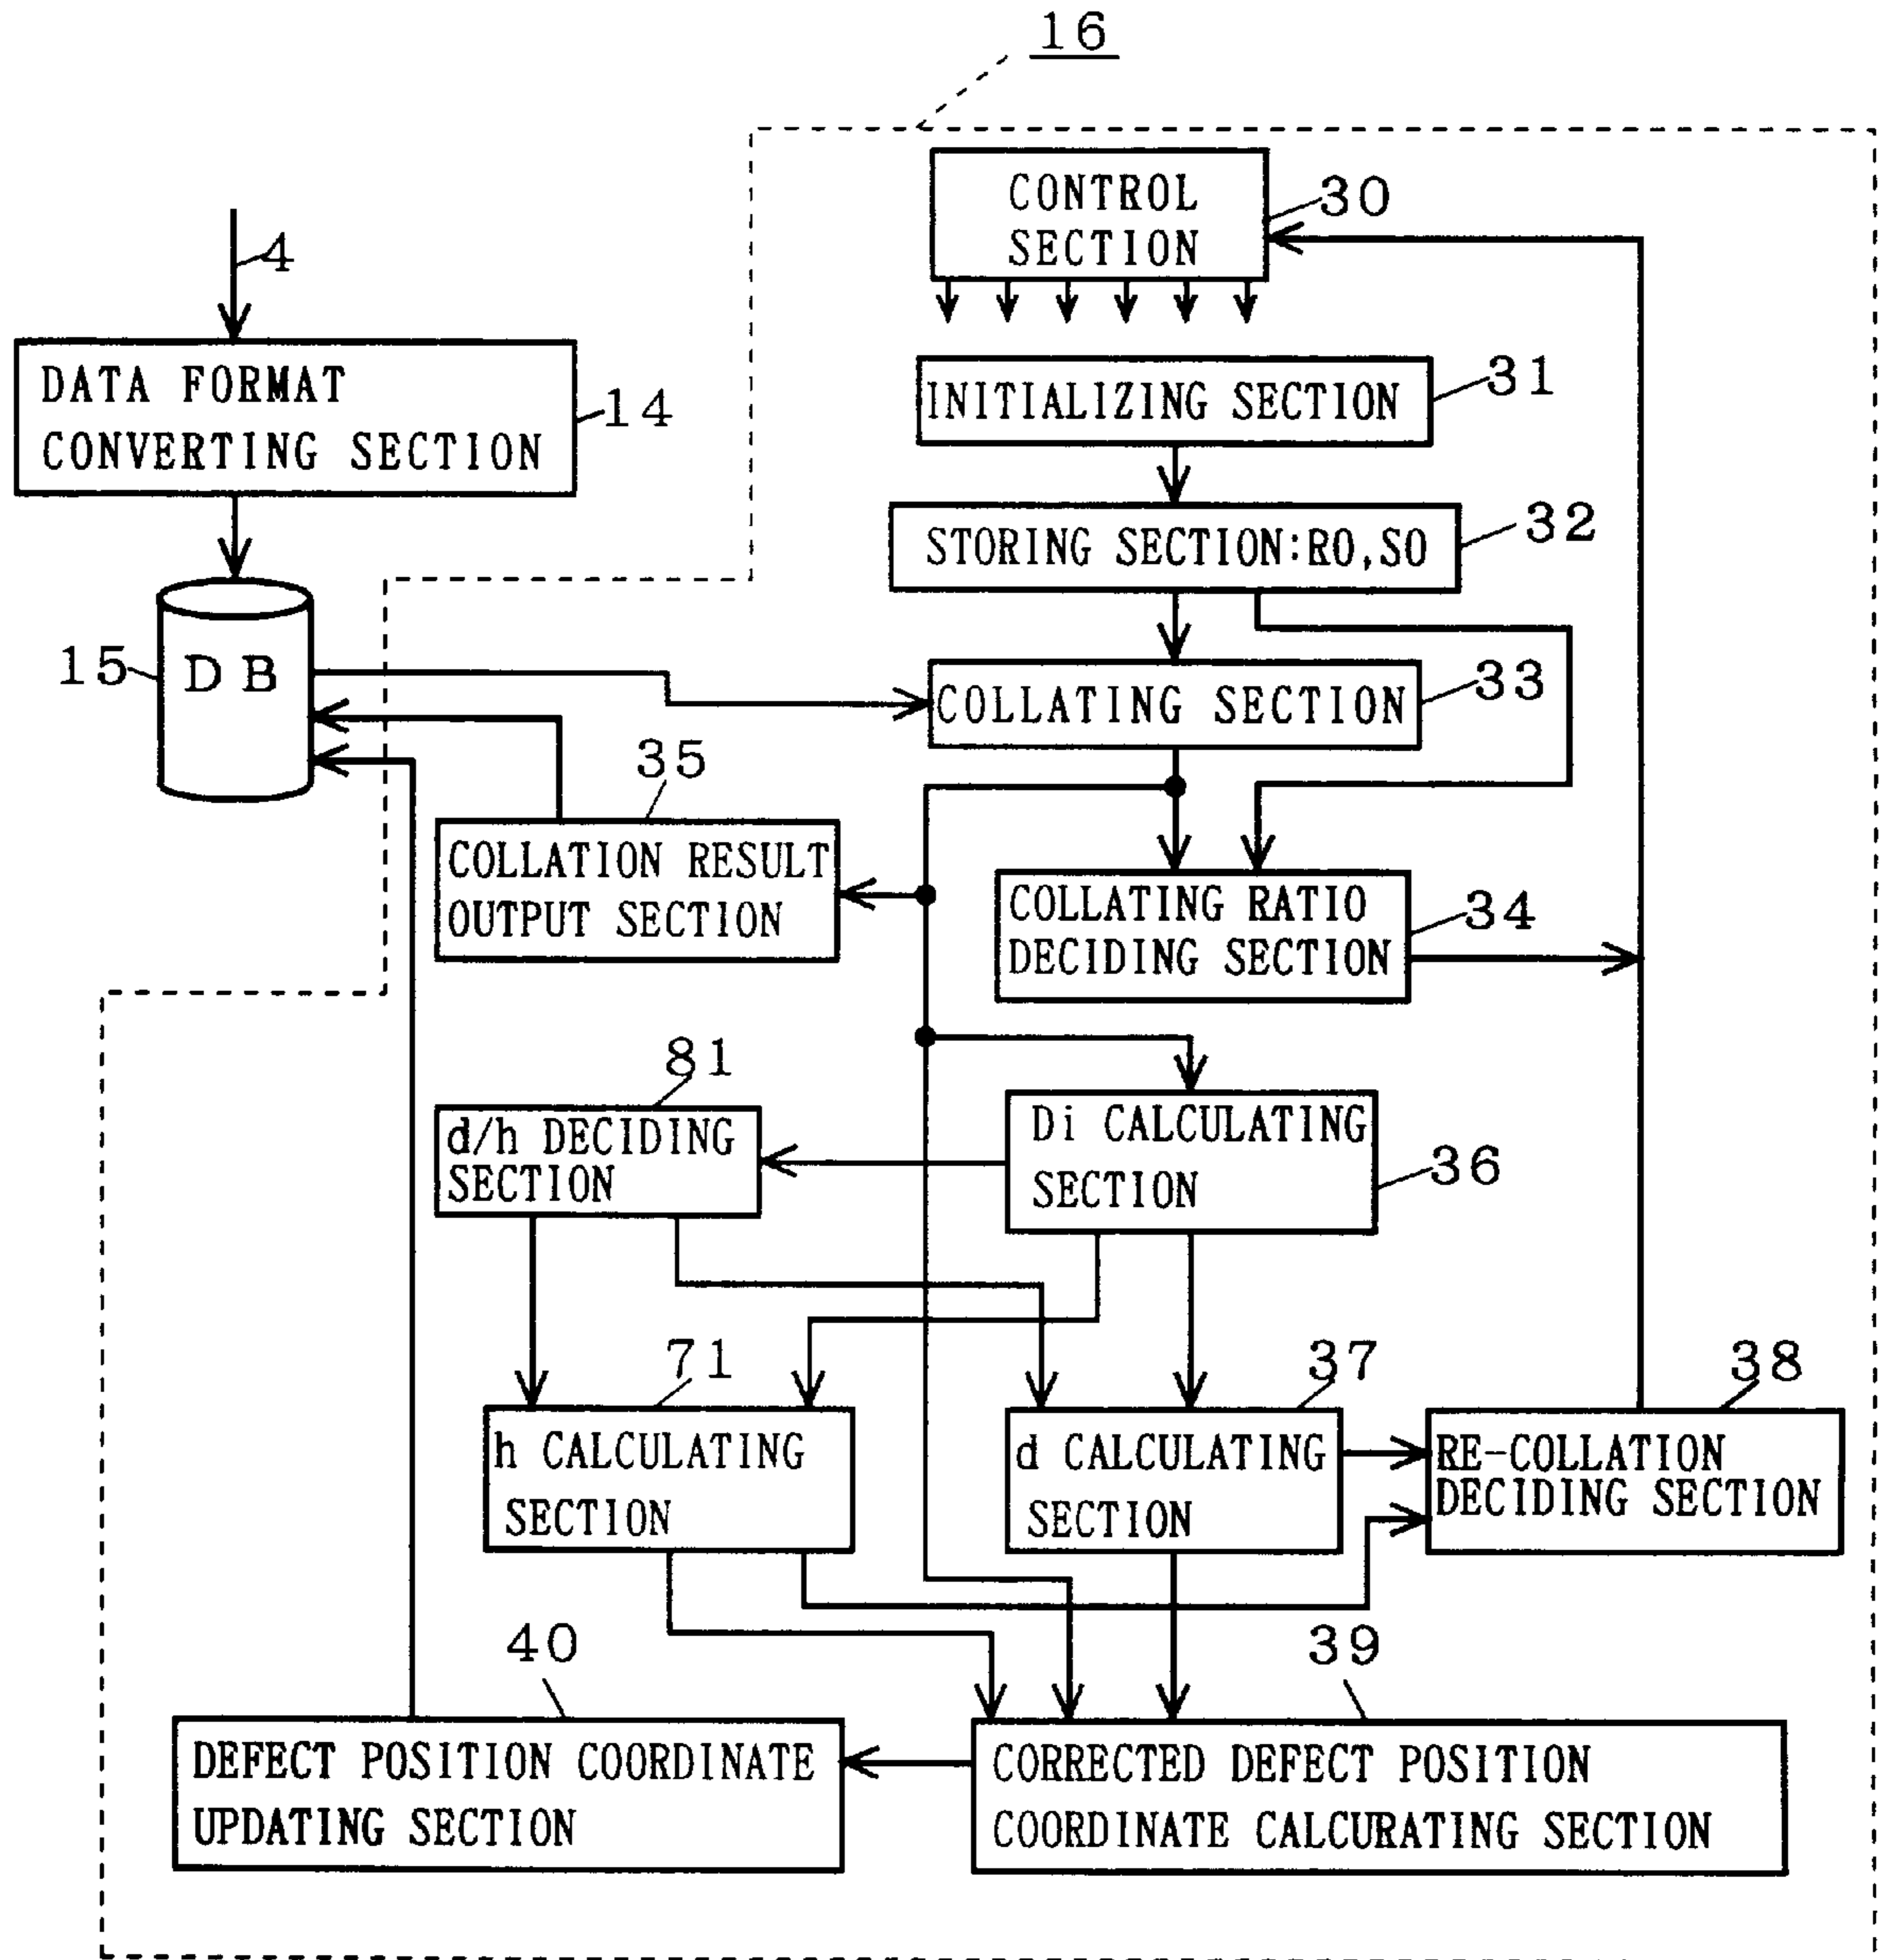 16
CONTROL
SECTION
30
4
DATA FORMAT
CONVERTING SECTION
14
INITIALIZING SECTION
31
STORING SECTION:R0,S0
32
15
DB
COLLATING SECTION
33
35
COLLATION RESULT
OUTPUT SECTION
COLLATING RATIO
DECIDING SECTION
34
81
d/h DECIDING
SECTION
Di CALCULATING
SECTION
36
71
h CALCULATING
SECTION
37
d CALCULATING
SECTION
38
RE-COLLATION
DECIDING SECTION
40
DEFECT POSITION COORDINATE
UPDATING SECTION
39
CORRECTED DEFECT POSITION
COORDINATE CALCURATING SECTION